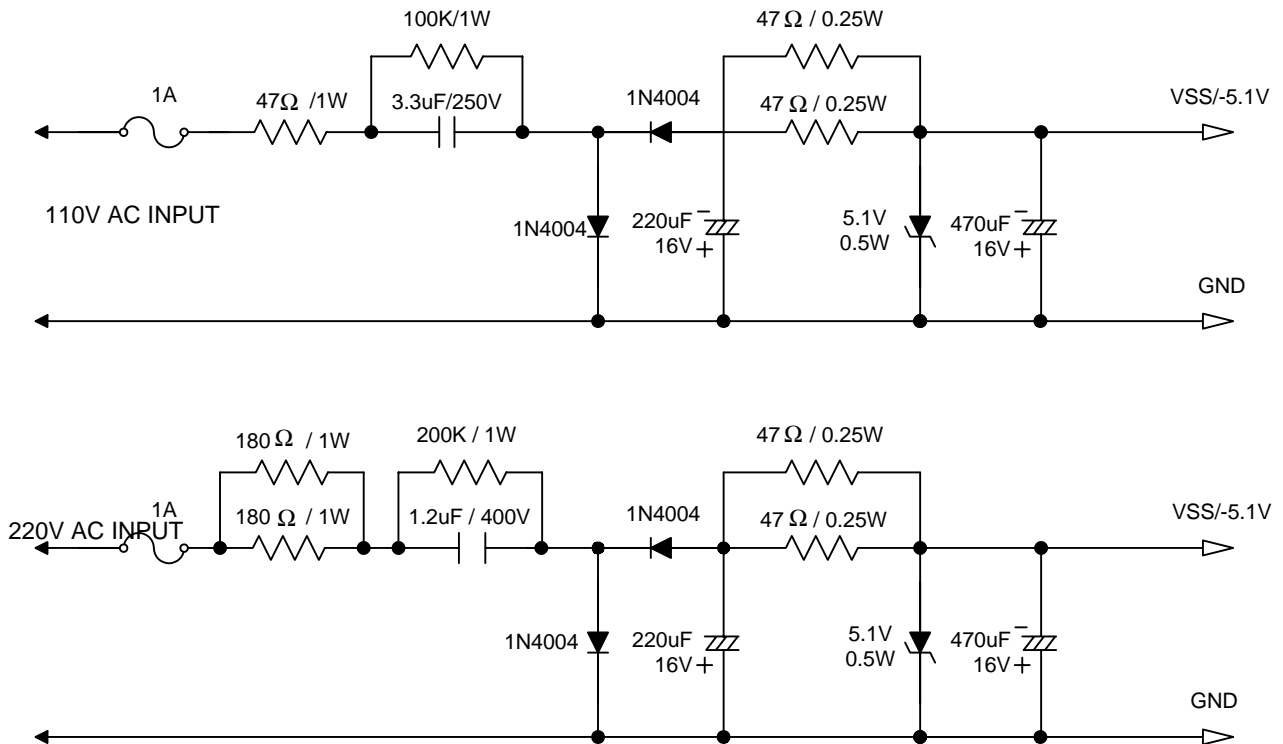 100K/1W
47Ω / 0.25W
1A
47Ω /1W
3.3uF/250V
1N4004
47Ω / 0.25W
VSS/-5.1V
110V AC INPUT
1N4004
220uF −
16V +
5.1V
0.5W
470uF −
16V +
GND
180Ω / 1W
200K / 1W
47Ω / 0.25W
1A
220V AC INPUT
180Ω / 1W
1.2uF / 400V
1N4004
47Ω / 0.25W
VSS/-5.1V
1N4004
220uF
16V +
5.1V
0.5W
470uF −
16V +
GND